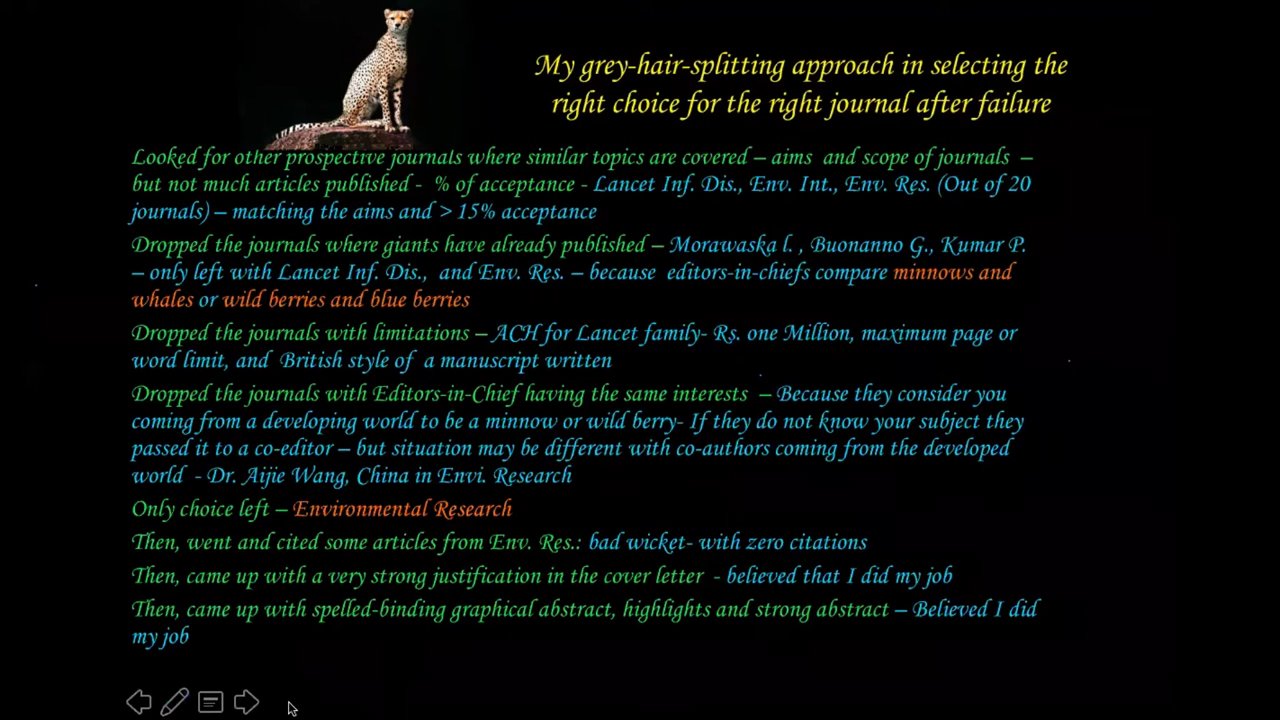 My grey-hair-splitting approach in selecting the
right choice for the right journal after failure
Looked for other prospective journals where similar topics are covered – aims and scope of journals –
but not much articles published - % of acceptance - Lancet Inf. Dis., Env. Int., Env. Res. (Out of 20
journals) – matching the aims and > 15% acceptance
Dropped the journals where giants have already published – Morawaska l. , Buonanno G., Kumar P.
– only left with Lancet Inf. Dis., and Env. Res. – because editors-in-chiefs compare minnows and
whales or wild berries and blue berries
Dropped the journals with limitations – ACH for Lancet family- Rs. one Million, maximum page or
word limit, and British style of a manuscript written
Dropped the journals with Editors-in-Chief having the same interests – Because they consider you
coming from a developing world to be a minnow or wild berry- If they do not know your subject they
passed it to a co-editor – but situation may be different with co-authors coming from the developed
world - Dr. Aijie Wang, China in Envi. Research
Only choice left – Environmental Research
Then, went and cited some articles from Env. Res.: bad wicket- with zero citations
Then, came up with a very strong justification in the cover letter - believed that I did my job
Then, came up with spelled-binding graphical abstract, highlights and strong abstract – Believed I did
my job